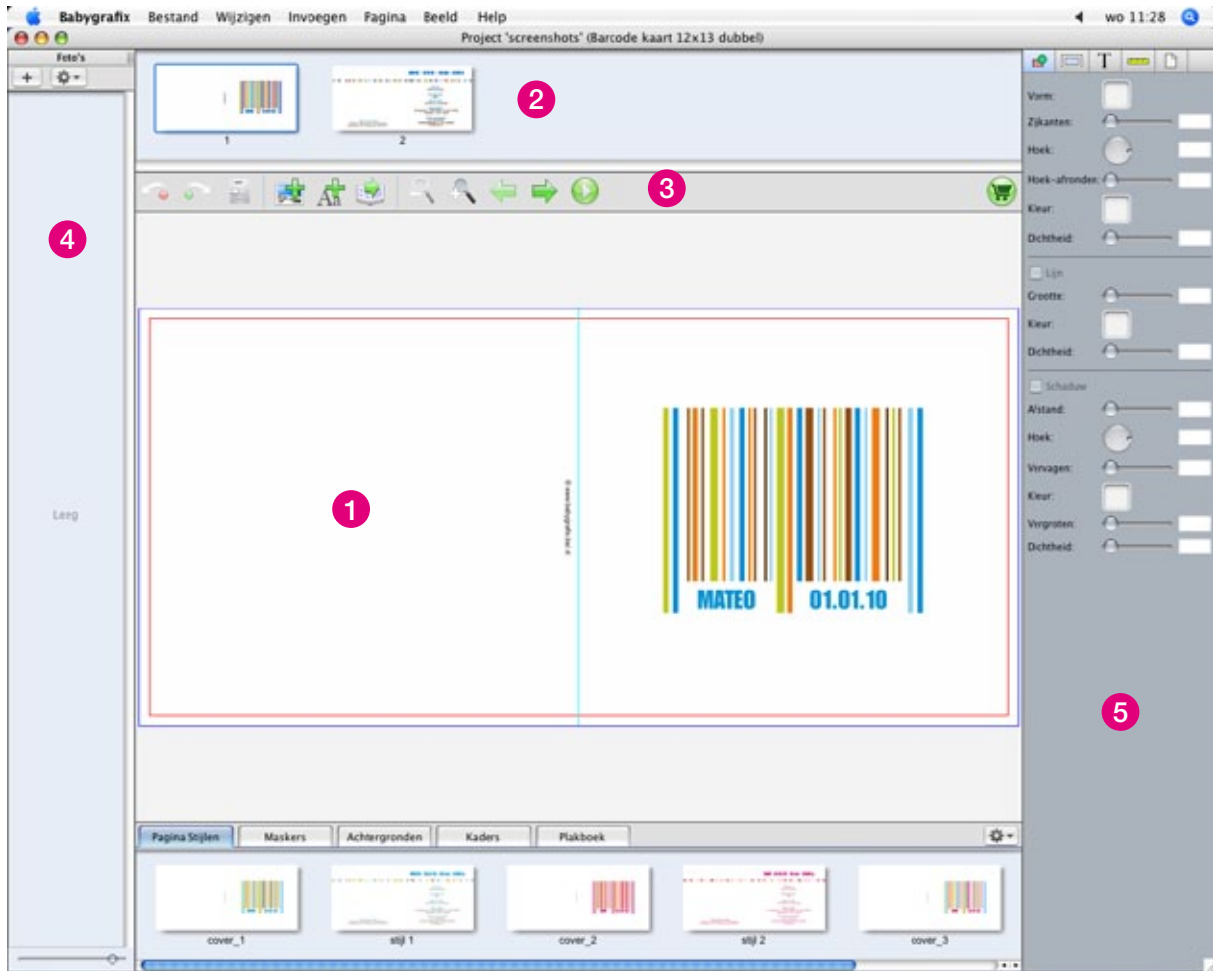 Babygrafix Bestand Wijzigen Invoegen Pagina Beeld Help wo 11:28
Project 'screenshots' (Barcode kaart 12x13 dubbel)
Foto's
1
2
2
3
4
Leeg
1
MATEO 01.01.10
Vorm:
Zijkanten:
Hoek:
Hoek-afronden:
Kleur:
Dichtheid:
Lijn
Grootte:
Kleur:
Dichtheid:
Schaduw
Afstand:
Hoek:
Vervagen:
Kleur:
Vergroten:
Dichtheid:
5
Pagina Stijlen Maskers Achtergronden Kaders Plakboek
cover_1 stijl 1 cover_2 stijl 2 cover_3